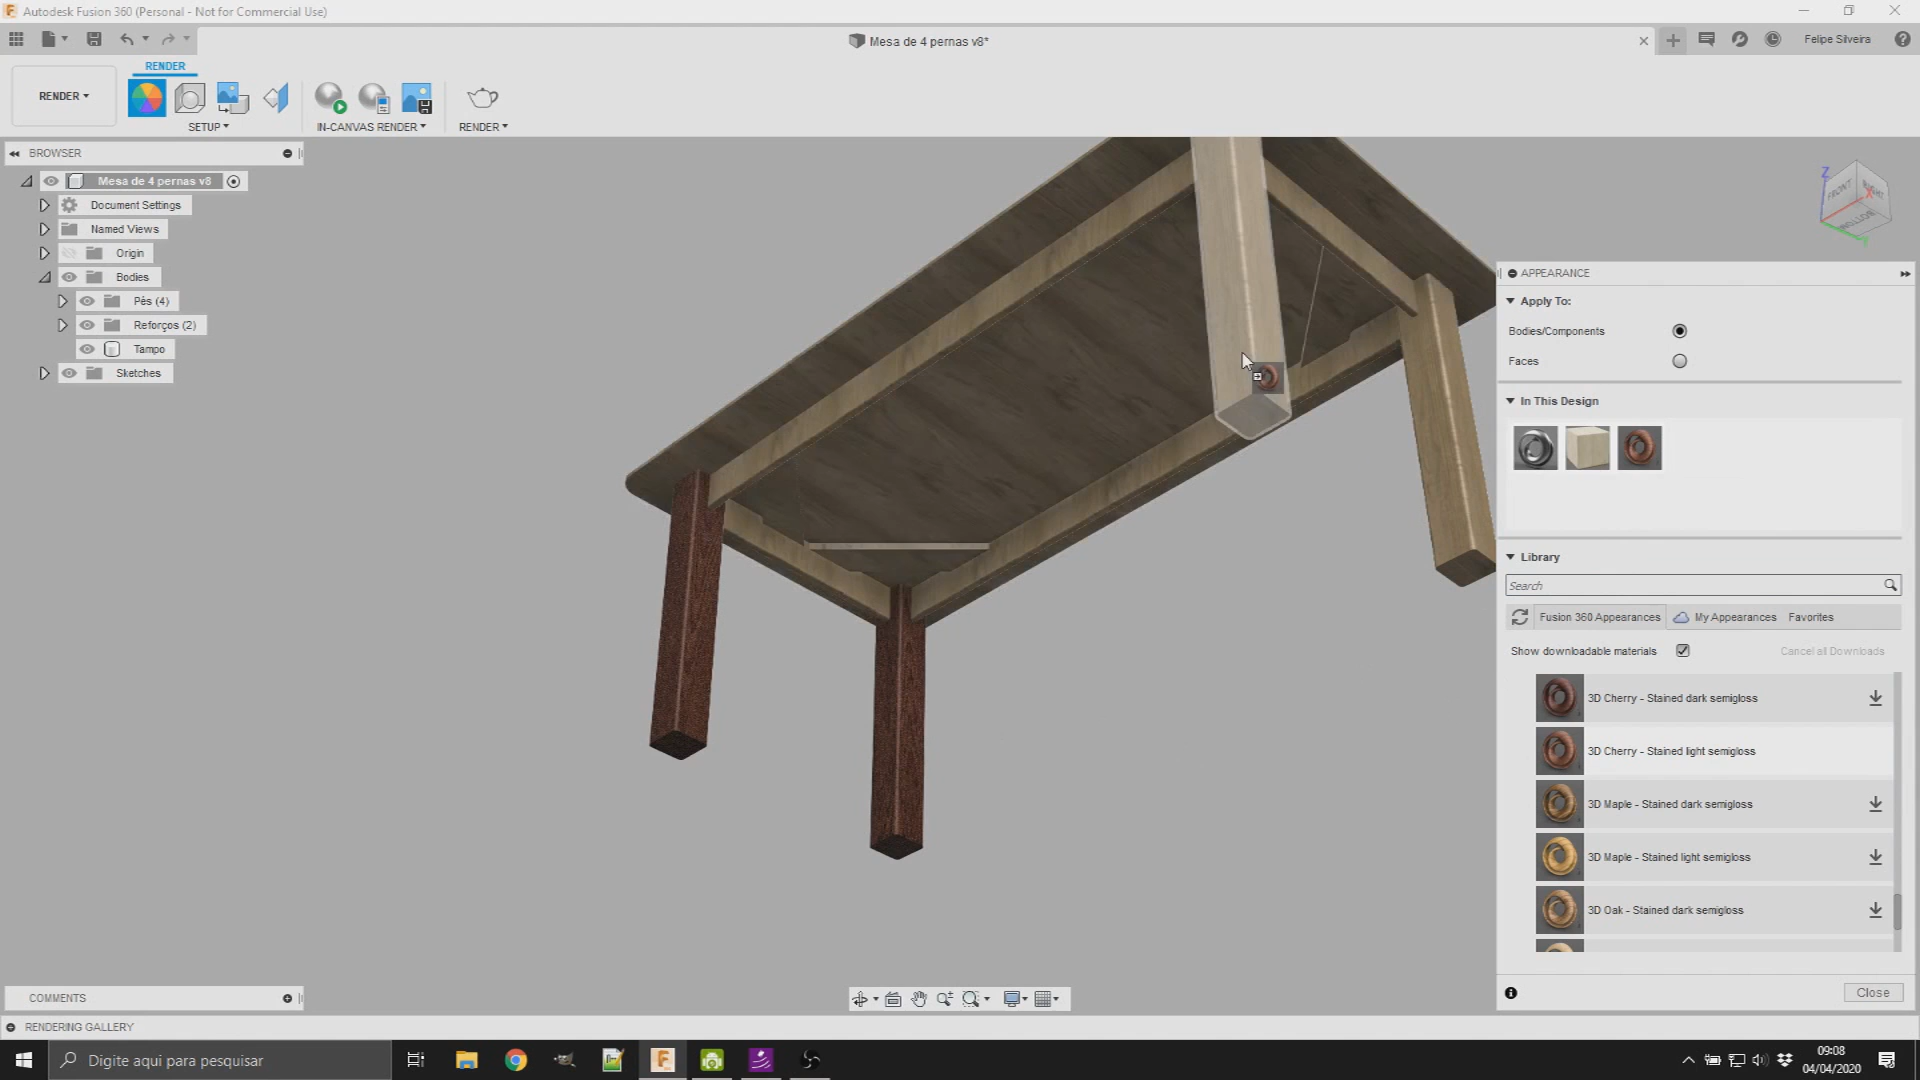 Autodesk Fusion 360 (Personal - Not for Commercial Use)
Mesa de 4 pernas v8*
Felipe Silveira
RENDER
RENDER
SETUP
IN-CANVAS RENDER
RENDER
BROWSER
Mesa de 4 pernas v8
Document Settings
Named Views
Origin
Bodies
Pés (4)
Reforços (2)
Tampo
Sketches
Z
FRONT
RIGHT
X
Y
APPEARANCE
Apply To:
Bodies/Components
Faces
In This Design
Library
Search
Fusion 360 Appearances
My Appearances
Favorites
Show downloadable materials
Cancel all Downloads
3D Cherry - Stained dark semigloss
3D Cherry - Stained light semigloss
3D Maple - Stained dark semigloss
3D Maple - Stained light semigloss
3D Oak - Stained dark semigloss
Close
COMMENTS
RENDERING GALLERY
Digite aqui para pesquisar
09:08
04/04/2020